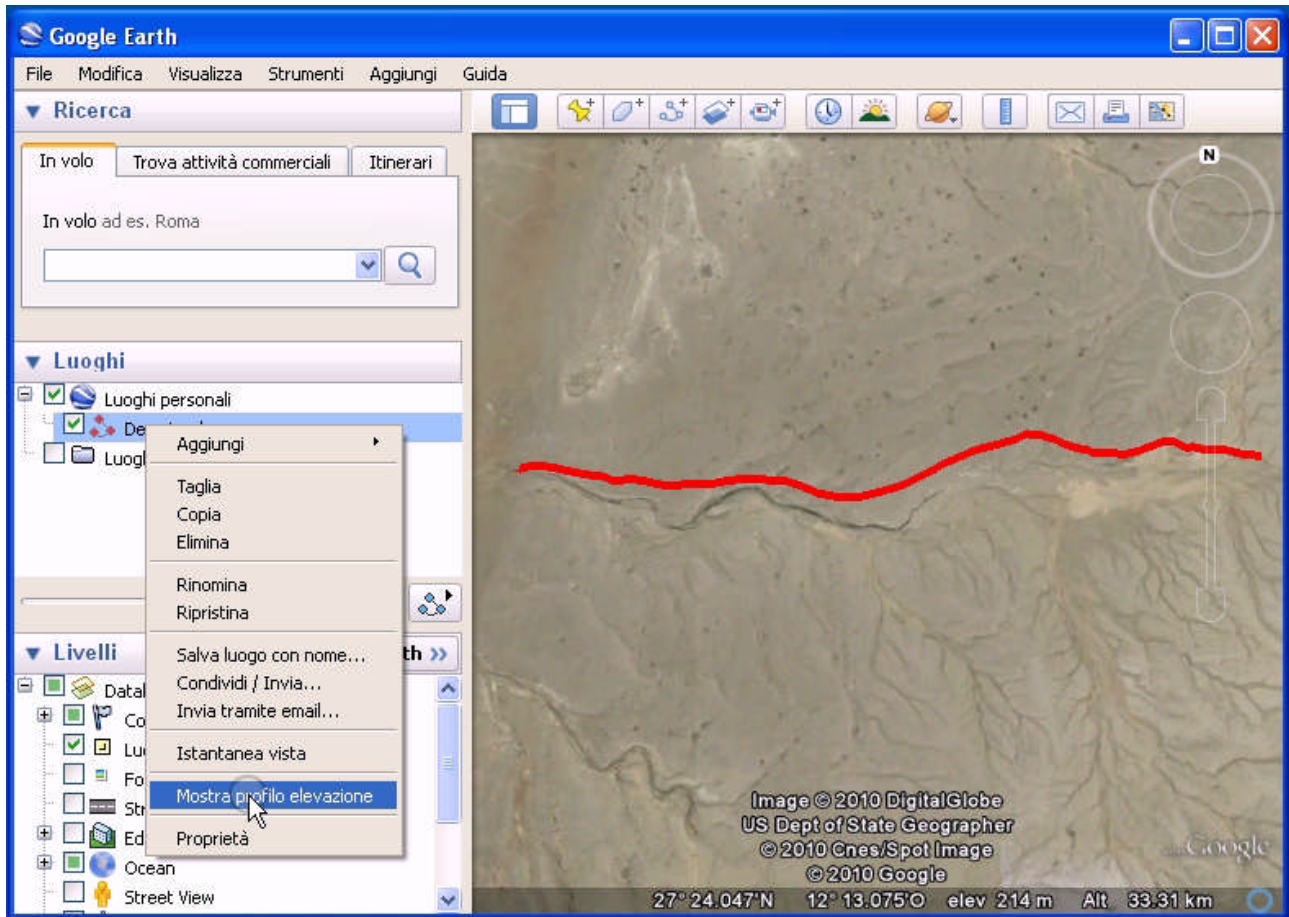 Google Earth
File Modifica Visualizza Strumenti Aggiungi Guida
Ricerca
In volo Trova attività commerciali Itinerari
In volo ad es. Roma
N
Luoghi
Luoghi personali
Aggiungi
Taglia
Copia
Elimina
Rinomina
Ripristina
Livelli
Salva luogo con nome...
Condividi / Invia...
Invia tramite email...
Istantanea vista
Mostra profilo elevazione
Proprietà
Ocean
Street View
Image © 2010 DigitalGlobe
US Dept of State Geographer
© 2010 Cnes/Spot Image
© 2010 Google
Google
27° 24.047'N 12° 13.075'O elev 214 m Alt 33.31 km